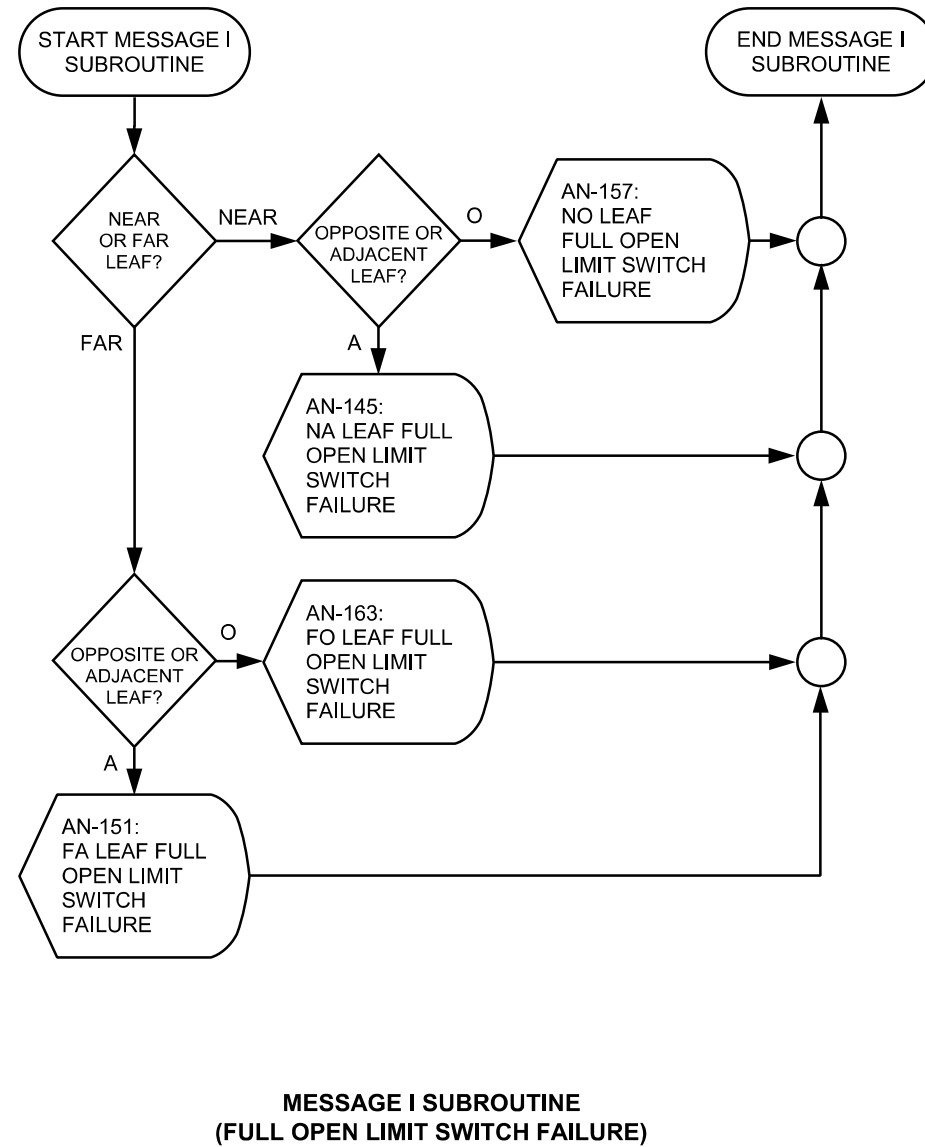 START MESSAGE I
SUBROUTINE
END MESSAGE I
SUBROUTINE
NEAR
OR FAR
LEAF?
NEAR
OPPOSITE OR
ADJACENT
LEAF?
O
AN-157:
NO LEAF
FULL OPEN
LIMIT SWITCH
FAILURE
FAR
A
AN-145:
NA LEAF FULL
OPEN LIMIT
SWITCH
FAILURE
OPPOSITE OR
ADJACENT
LEAF?
O
AN-163:
FO LEAF FULL
OPEN LIMIT
SWITCH
FAILURE
A
AN-151:
FA LEAF FULL
OPEN LIMIT
SWITCH
FAILURE
MESSAGE I SUBROUTINE
(FULL OPEN LIMIT SWITCH FAILURE)